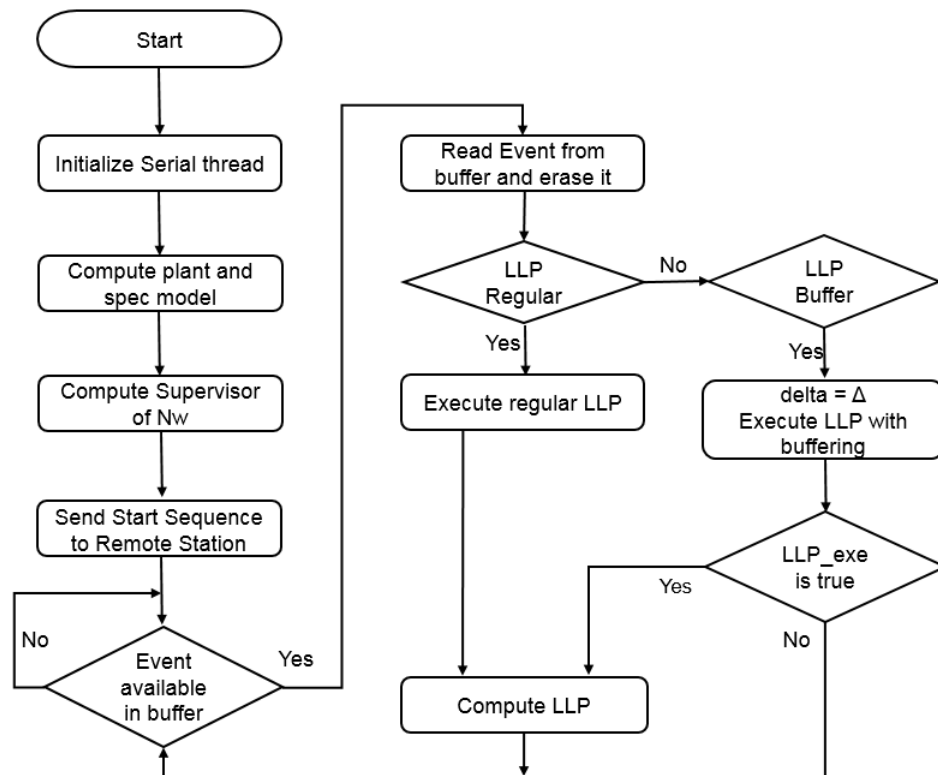 Start
Initialize Serial thread
Compute plant and
spec model
Compute Supervisor
of Nw
Send Start Sequence
to Remote Station
No
Event
available
in buffer
Yes
Read Event from
buffer and erase it
LLP
Regular
No
LLP
Buffer
Yes
Yes
Execute regular LLP
delta = Δ
Execute LLP with
buffering
LLP_exe
is true
Yes
No
Compute LLP